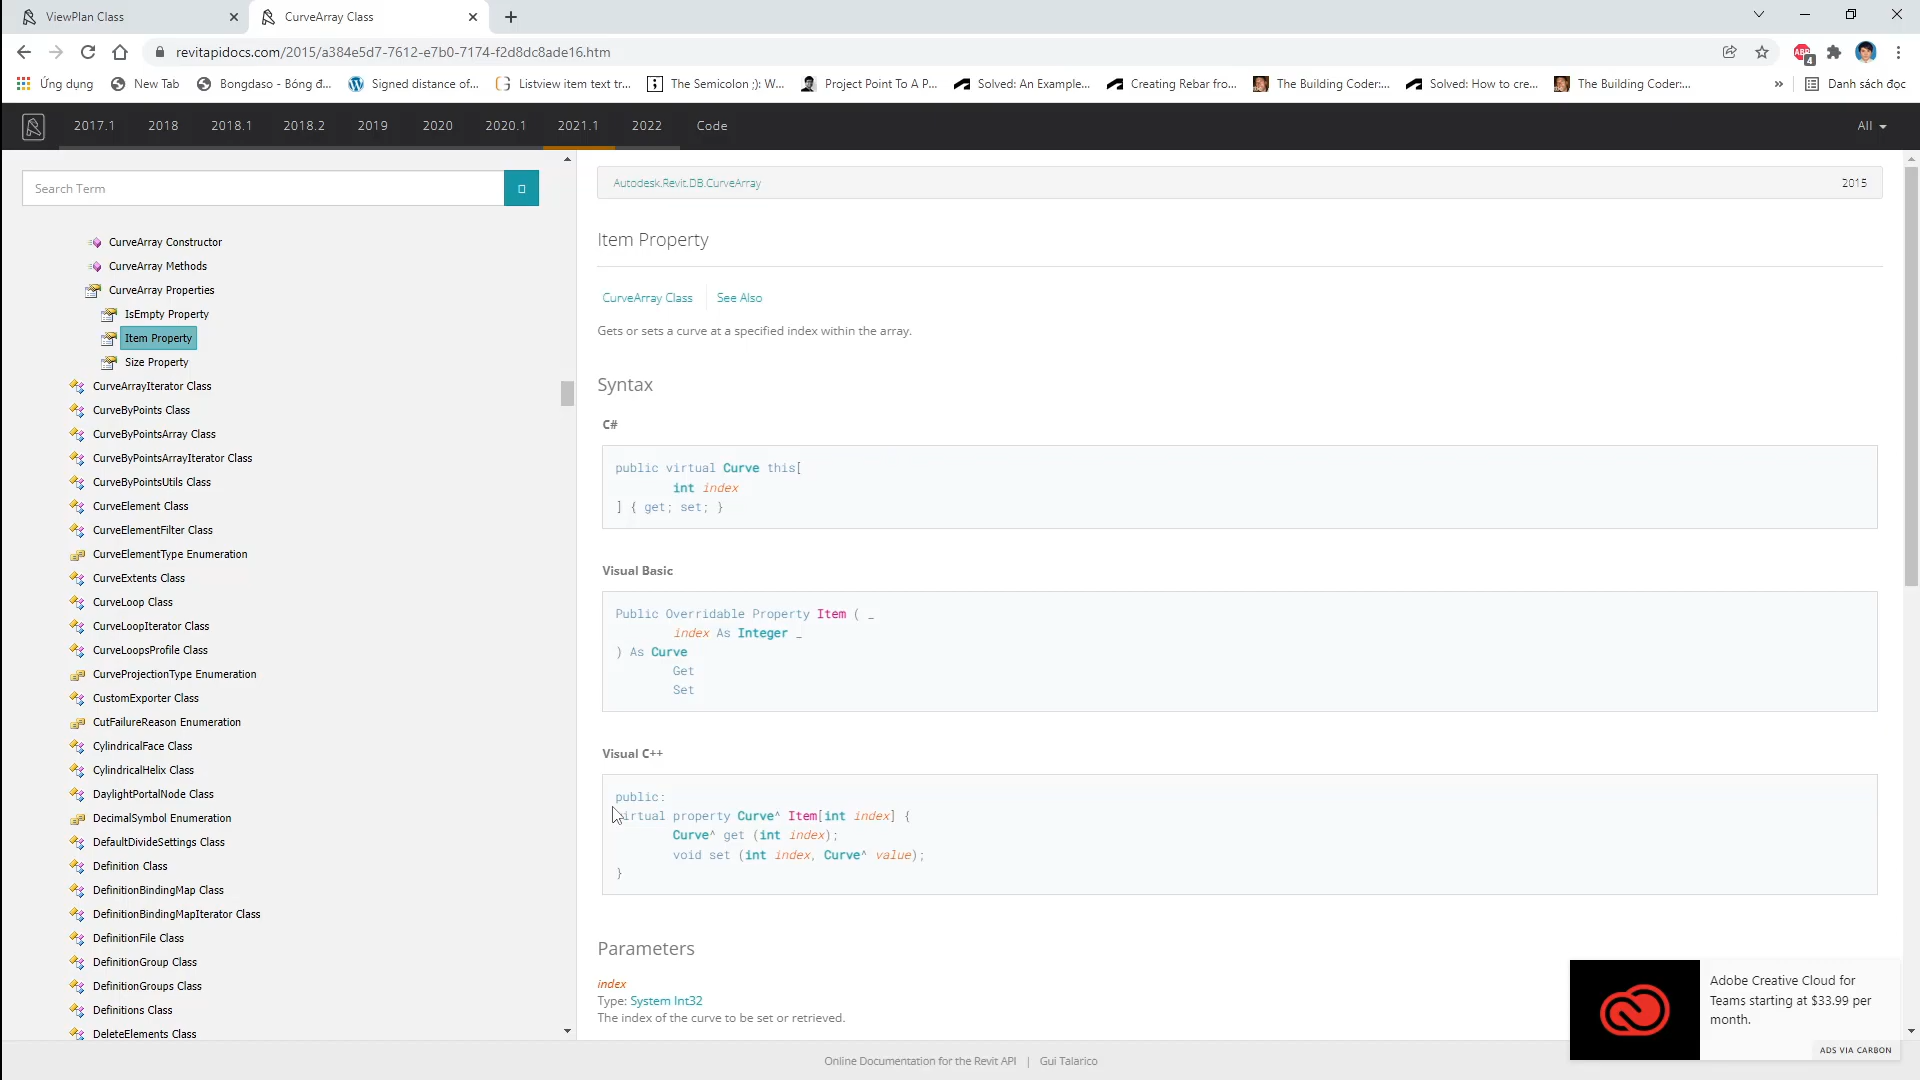 ViewPlan Class
CurveArray Class
revitapidocs.com/2015/a384e5d7-7612-e7b0-7174-f2d8dc8ade16.htm
ABP
4
Ứng dụng
New Tab
Bongdaso - Bóng đ...
Signed distance of...
Listview item text tr...
The Semicolon ;): W...
Project Point To A P...
Solved: An Example...
Creating Rebar fro...
The Building Coder:...
Solved: How to cre...
The Building Coder:...
»
Danh sách đọc
2017.1
2018
2018.1
2018.2
2019
2020
2020.1
2021.1
2022
Code
All
Search Term
CurveArray Constructor
CurveArray Methods
CurveArray Properties
IsEmpty Property
Item Property
Size Property
CurveArrayIterator Class
CurveByPoints Class
CurveByPointsArray Class
CurveByPointsArrayIterator Class
CurveByPointsUtils Class
CurveElement Class
CurveElementFilter Class
CurveElementType Enumeration
CurveExtents Class
CurveLoop Class
CurveLoopIterator Class
CurveLoopsProfile Class
CurveProjectionType Enumeration
CustomExporter Class
CutFailureReason Enumeration
CylindricalFace Class
CylindricalHelix Class
DaylightPortalNode Class
DecimalSymbol Enumeration
DefaultDivideSettings Class
Definition Class
DefinitionBindingMap Class
DefinitionBindingMapIterator Class
DefinitionFile Class
DefinitionGroup Class
DefinitionGroups Class
Definitions Class
DeleteElements Class
Autodesk.Revit.DB.CurveArray
2015
Item Property
CurveArray Class
See Also
Gets or sets a curve at a specified index within the array.
Syntax
C#
public virtual Curve this[
int index
] { get; set; }
Visual Basic
Public Overridable Property Item ( _
index As Integer _
) As Curve
Get
Set
Visual C++
public:
virtual property Curve^ Item[int index] {
Curve^ get (int index);
void set (int index, Curve^ value);
}
Parameters
index
Type: System Int32
The index of the curve to be set or retrieved.
Adobe Creative Cloud for
Teams starting at $33.99 per
month.
ADS VIA CARBON
Online Documentation for the Revit API | Gui Talarico